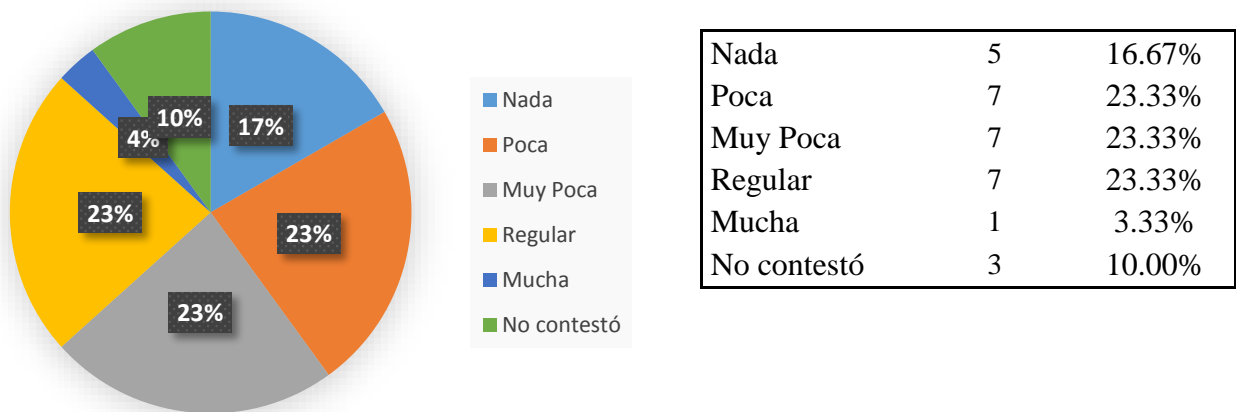 17%
23%
23%
23%
4%
10%
Nada
Poca
Muy Poca
Regular
Mucha
No contestó
Nada 5 16.67%
Poca 7 23.33%
Muy Poca 7 23.33%
Regular 7 23.33%
Mucha 1 3.33%
No contestó 3 10.00%